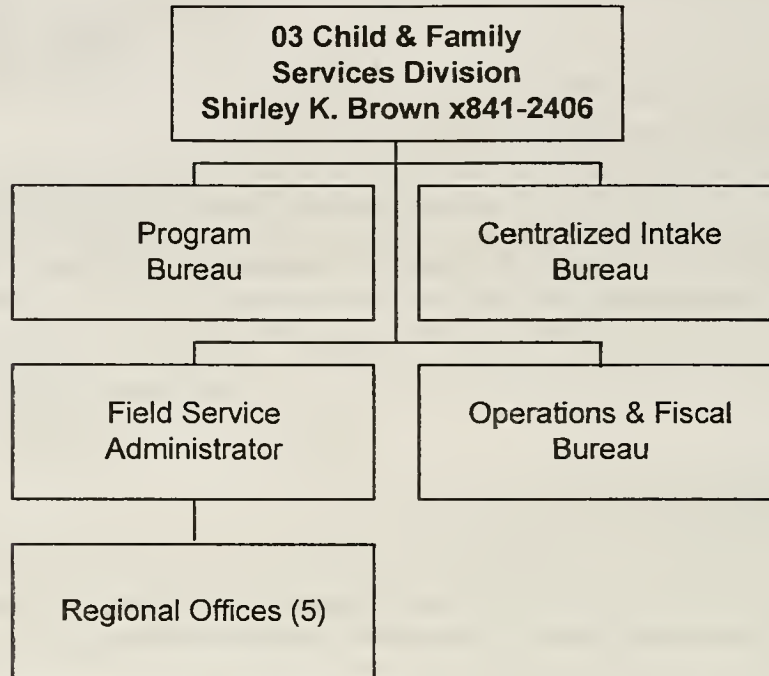 03 Child & Family
Services Division
Shirley K. Brown x841-2406
Program
Bureau
Centralized Intake
Bureau
Field Service
Administrator
Operations & Fiscal
Bureau
Regional Offices (5)